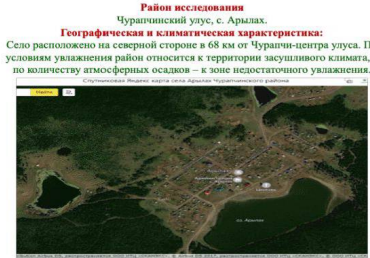 Район исследования
Чурапчинский улус, с. Арылах.
Географическая и климатическая характеристика:
Село расположено на северной стороне в 68 км от Чурапчи-центра улуса. П
условиям увлажнения район относится к территории засушливого климата,
по количеству атмосферных осадков – к зоне недостаточного увлажнения.
Спутниковая Яндекс карта села Арылах Чурапчинского района
Найти
оз. Арылах